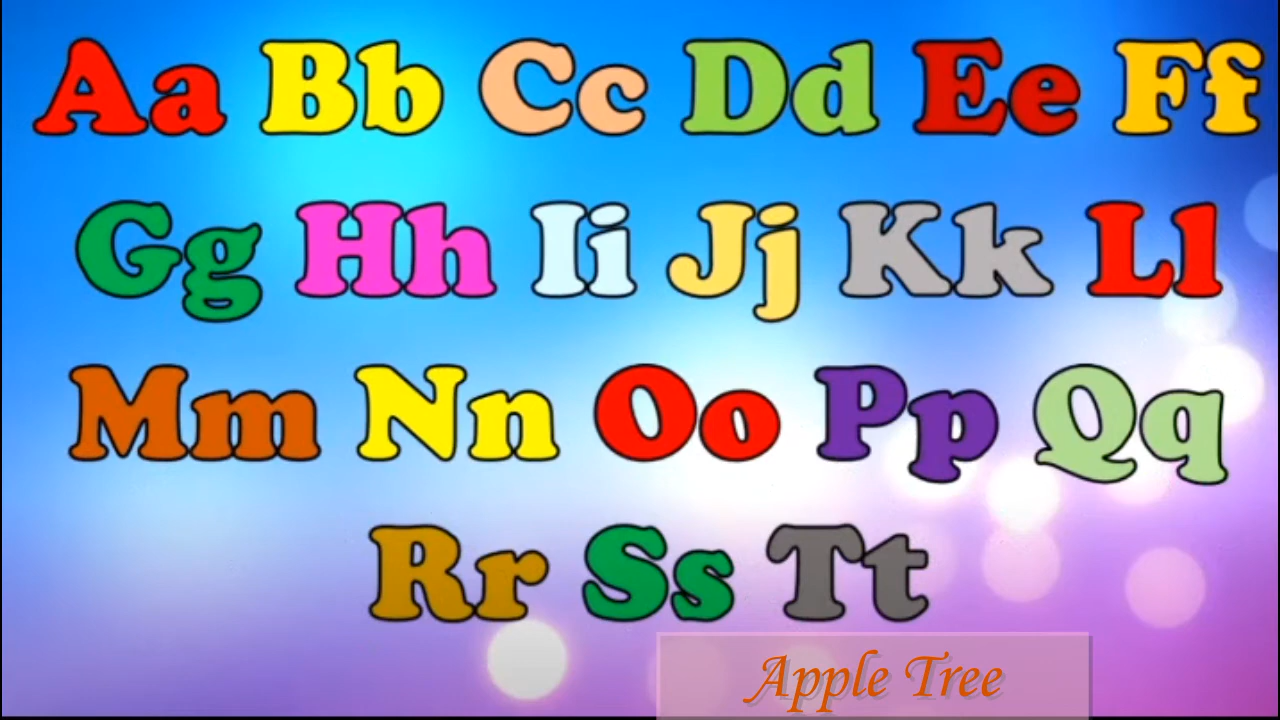 Aa Bb Cc Dd Ee Ff
Gg Hh Ii Jj Kk Ll
Mm Nn Oo Pp Qq
Rr Ss Tt
Apple Tree